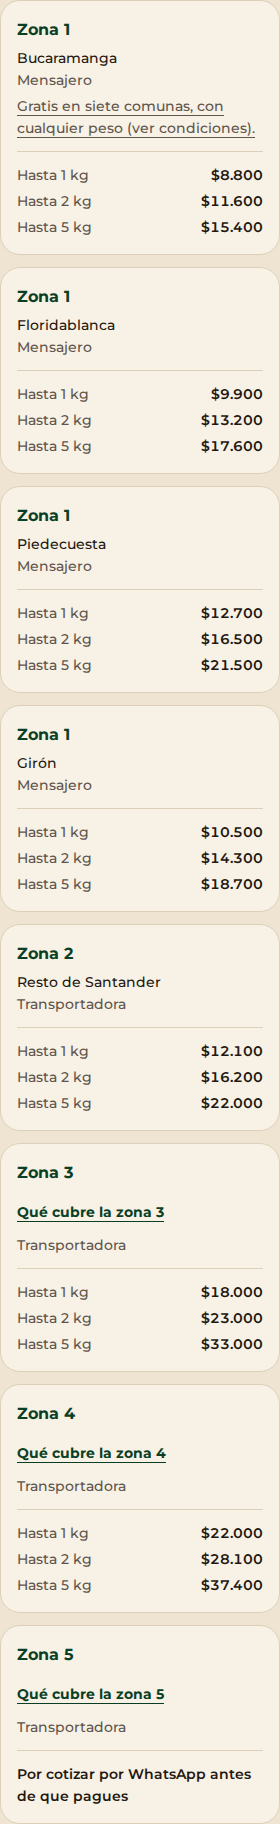 Zona 1
Bucaramanga
Mensajero
Gratis en siete comunas, con
cualquier peso (ver condiciones).
Hasta 1 kg $8.800
Hasta 2 kg $11.600
Hasta 5 kg $15.400
Zona 1
Floridablanca
Mensajero
Hasta 1 kg $9.900
Hasta 2 kg $13.200
Hasta 5 kg $17.600
Zona 1
Piedecuesta
Mensajero
Hasta 1 kg $12.700
Hasta 2 kg $16.500
Hasta 5 kg $21.500
Zona 1
Girón
Mensajero
Hasta 1 kg $10.500
Hasta 2 kg $14.300
Hasta 5 kg $18.700
Zona 2
Resto de Santander
Transportadora
Hasta 1 kg $12.100
Hasta 2 kg $16.200
Hasta 5 kg $22.000
Zona 3
Qué cubre la zona 3
Transportadora
Hasta 1 kg $18.000
Hasta 2 kg $23.000
Hasta 5 kg $33.000
Zona 4
Qué cubre la zona 4
Transportadora
Hasta 1 kg $22.000
Hasta 2 kg $28.100
Hasta 5 kg $37.400
Zona 5
Qué cubre la zona 5
Transportadora
Por cotizar por WhatsApp antes
de que pagues